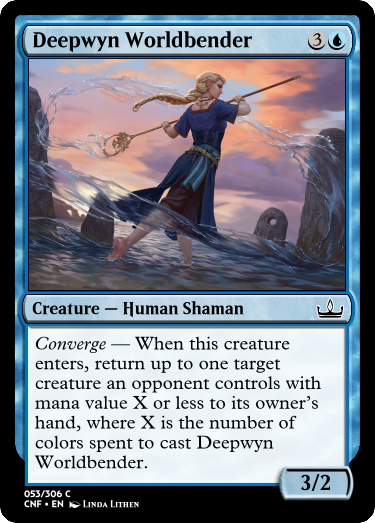 Deepwyn Worldbender 3
Creature — Human Shaman
Converge — When this creature
enters, return up to one target
creature an opponent controls with
mana value X or less to its owner's
hand, where X is the number of
colors spent to cast Deepwyn
Worldbender.
3/2
053/306 C
CNF • EN Linda Lithen